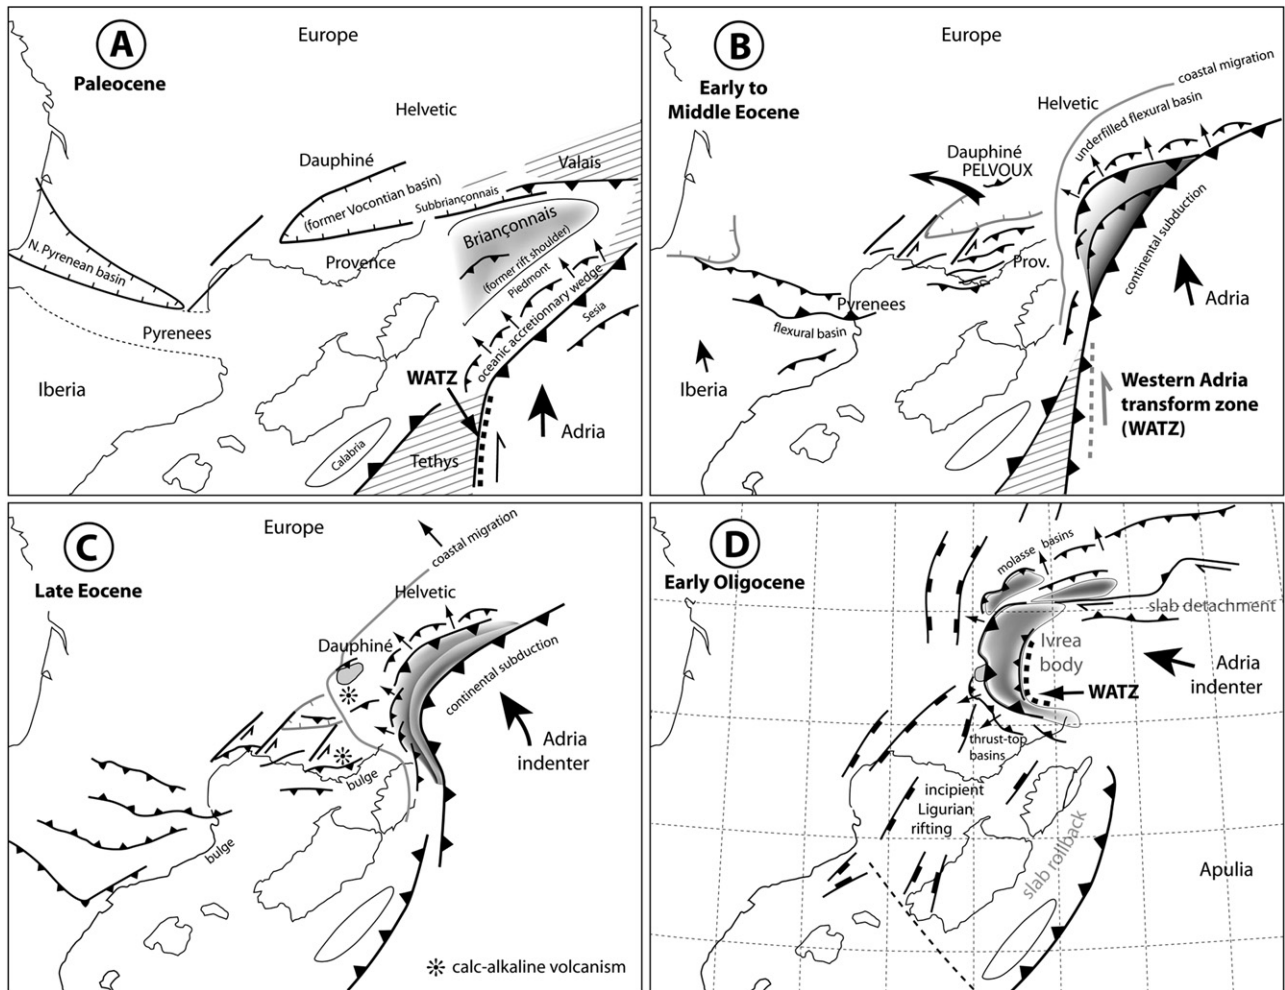 A
Paleocene
Europe
Helvetic
Dauphiné
(former Vocontian basin)
Valais
Subbriançonnais
Briançonnais
(former rift shoulder)
Piedmont
oceanic accretionnary wedge
Sesia
N. Pyrenean basin
Provence
Pyrenees
Iberia
WATZ
Adria
Calabria
Tethys
B
Early to
Middle Eocene
Europe
coastal migration
Helvetic
underfilled flexural basin
Dauphiné
PELVOUX
continental subduction
Prov.
Adria
Pyrenees
flexural basin
Iberia
Western Adria
transform zone
(WATZ)
C
Late Eocene
Europe
coastal migration
Helvetic
Dauphiné
continental subduction
Adria
indenter
bulge
bulge
calc-alkaline volcanism
D
Early Oligocene
molasse basins
slab detachment
Ivrea
body
Adria
indenter
WATZ
thrust-top
basins
incipient
Ligurian
rifting
slab rollback
Apulia